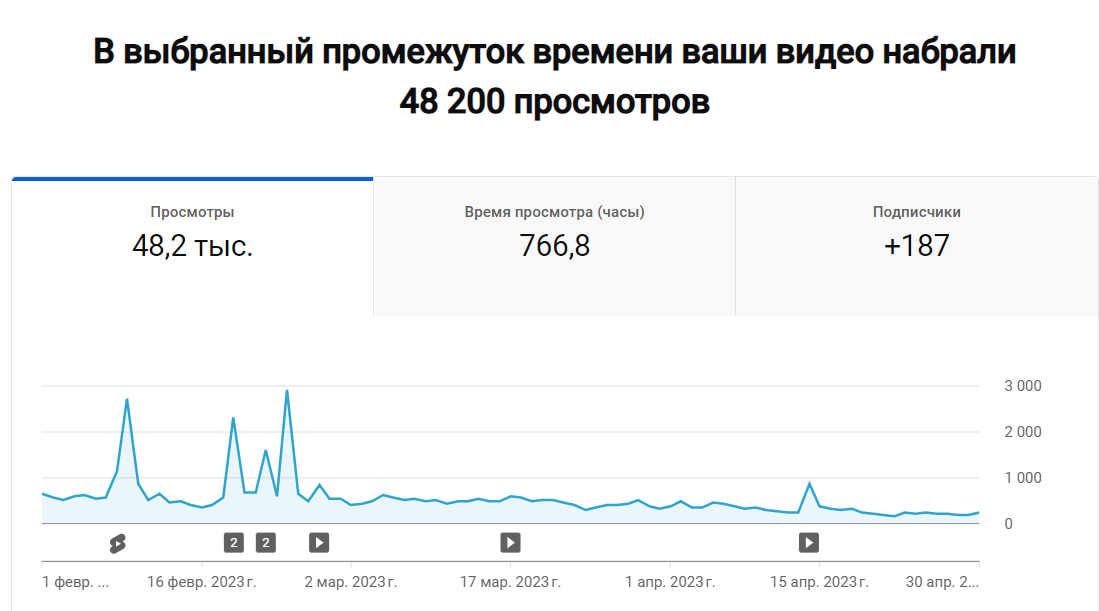 В выбранный промежуток времени ваши видео набрали
48 200 просмотров
Просмотры
48,2 тыс.
Время просмотра (часы)
766,8
Подписчики
+187
3 000
2 000
1 000
0
2 2
1 февр. ... 16 февр. 2023 г. 2 мар. 2023 г. 17 мар. 2023 г. 1 апр. 2023 г. 15 апр. 2023 г. 30 апр. 2...